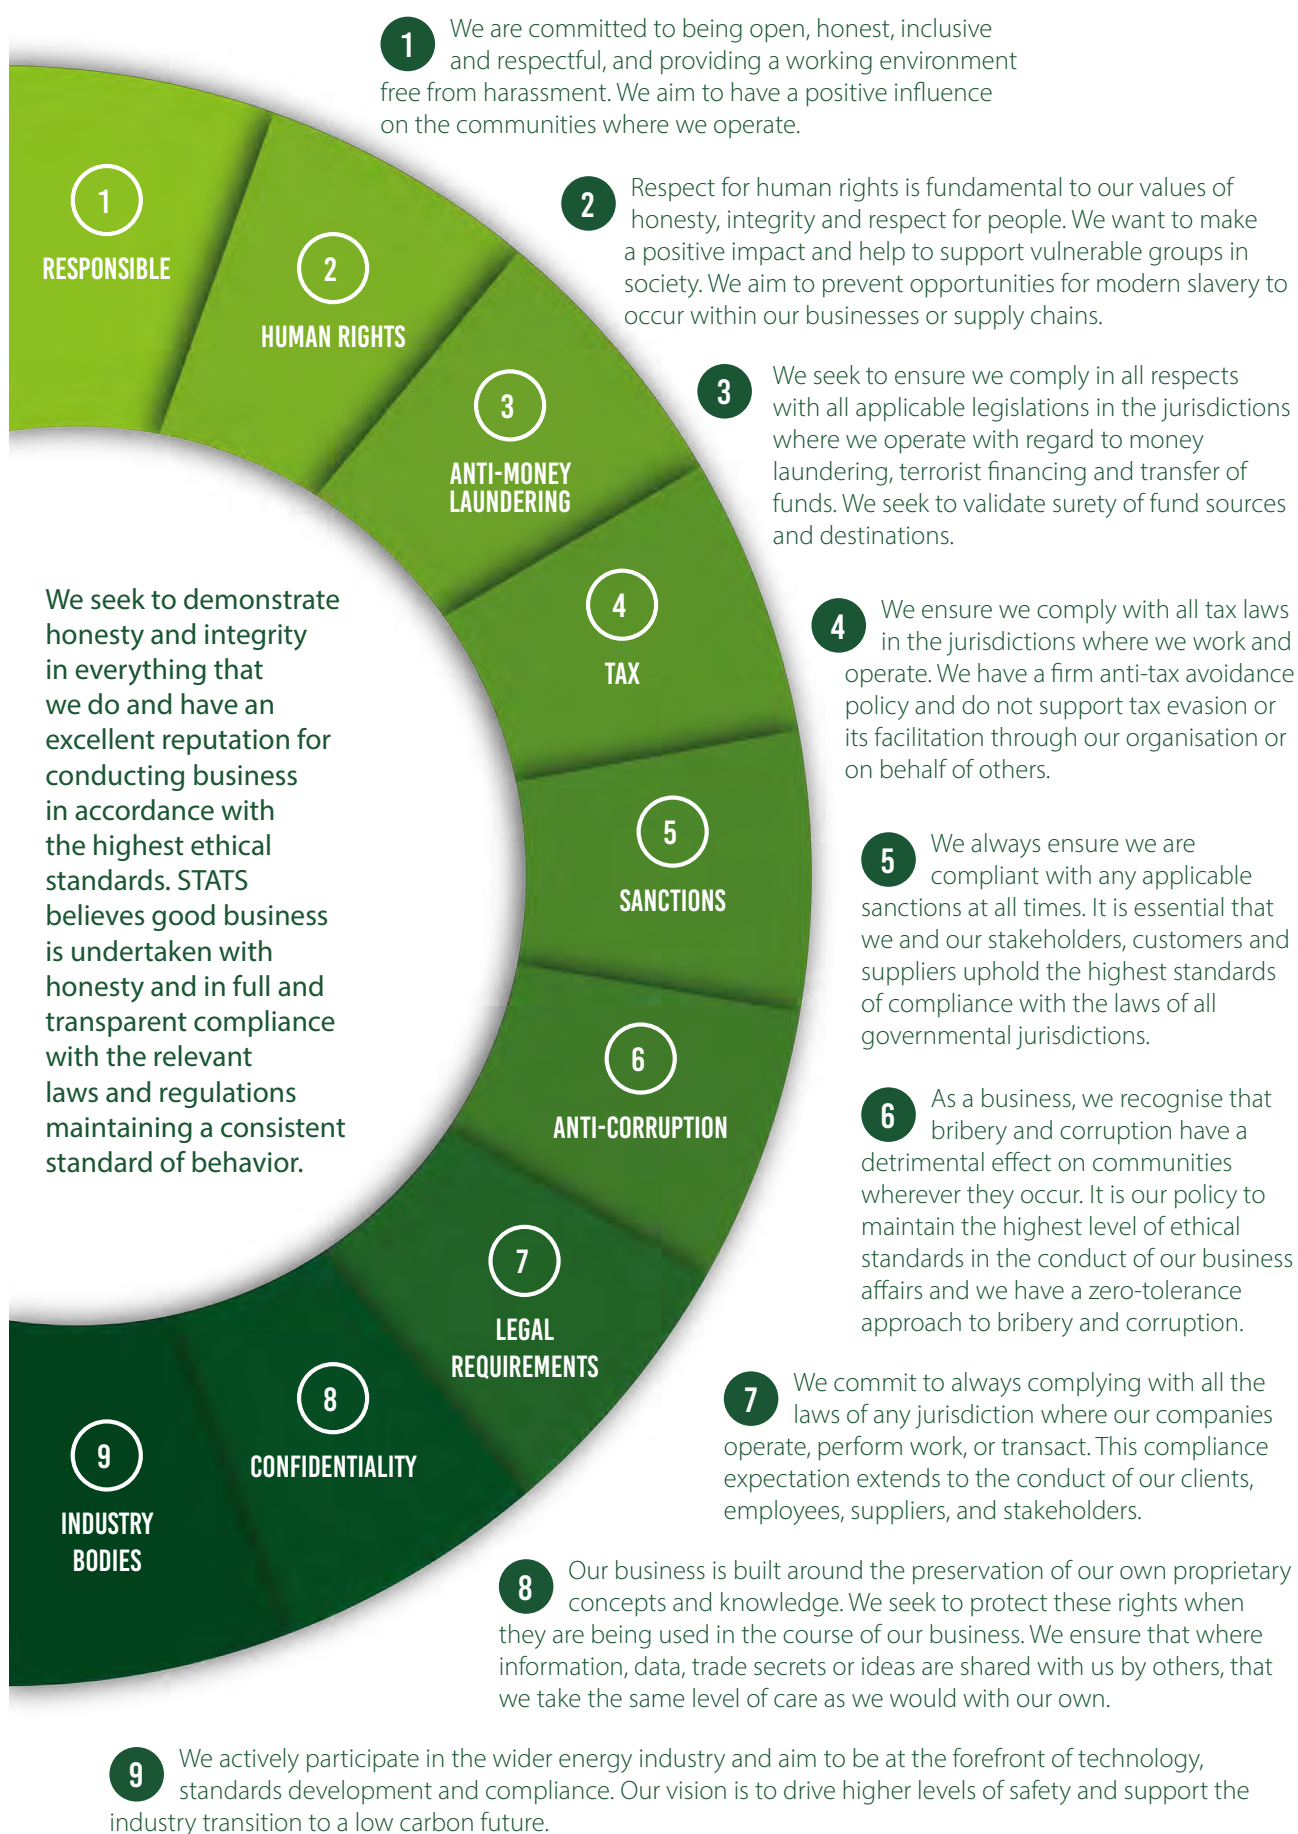 1
We are committed to being open, honest, inclusive
and respectful, and providing a working environment
free from harassment. We aim to have a positive influence
on the communities where we operate.
2
Respect for human rights is fundamental to our values of
honesty, integrity and respect for people. We want to make
a positive impact and help to support vulnerable groups in
society. We aim to prevent opportunities for modern slavery to
occur within our businesses or supply chains.
3
We seek to ensure we comply in all respects
with all applicable legislations in the jurisdictions
where we operate with regard to money
laundering, terrorist financing and transfer of
funds. We seek to validate surety of fund sources
and destinations.
4
We ensure we comply with all tax laws
in the jurisdictions where we work and
operate. We have a firm anti-tax avoidance
policy and do not support tax evasion or
its facilitation through our organisation or
on behalf of others.
5
We always ensure we are
compliant with any applicable
sanctions at all times. It is essential that
we and our stakeholders, customers and
suppliers uphold the highest standards
of compliance with the laws of all
governmental jurisdictions.
6
As a business, we recognise that
bribery and corruption have a
detrimental effect on communities
wherever they occur. It is our policy to
maintain the highest level of ethical
standards in the conduct of our business
affairs and we have a zero-tolerance
approach to bribery and corruption.
7
We commit to always complying with all the
laws of any jurisdiction where our companies
operate, perform work, or transact. This compliance
expectation extends to the conduct of our clients,
employees, suppliers, and stakeholders.
8
Our business is built around the preservation of our own proprietary
concepts and knowledge. We seek to protect these rights when
they are being used in the course of our business. We ensure that where
information, data, trade secrets or ideas are shared with us by others, that
we take the same level of care as we would with our own.
9
We actively participate in the wider energy industry and aim to be at the forefront of technology,
standards development and compliance. Our vision is to drive higher levels of safety and support the
industry transition to a low carbon future.
1
RESPONSIBLE
2
HUMAN RIGHTS
3
ANTI-MONEY
LAUNDERING
4
TAX
5
SANCTIONS
6
ANTI-CORRUPTION
7
LEGAL
REQUIREMENTS
8
CONFIDENTIALITY
9
INDUSTRY
BODIES
We seek to demonstrate
honesty and integrity
in everything that
we do and have an
excellent reputation for
conducting business
in accordance with
the highest ethical
standards. STATS
believes good business
is undertaken with
honesty and in full and
transparent compliance
with the relevant
laws and regulations
maintaining a consistent
standard of behavior.